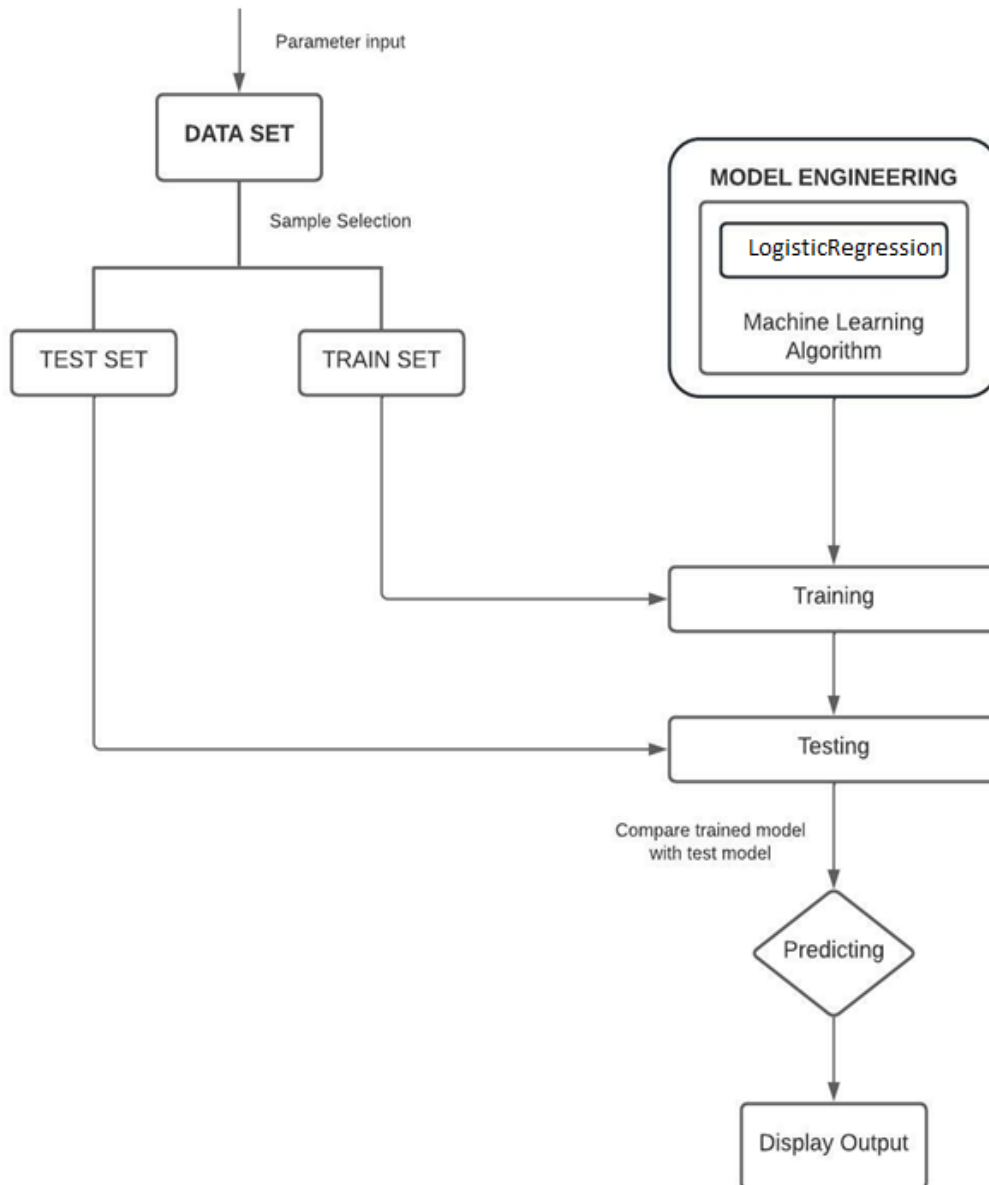 Parameter input
DATA SET
Sample Selection
TEST SET
TRAIN SET
MODEL ENGINEERING
LogisticRegression
Machine Learning
Algorithm
Training
Testing
Compare trained model
with test model
Predicting
Display Output